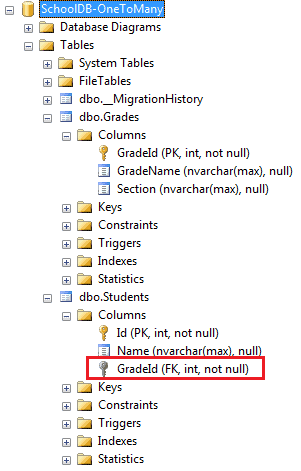 SchoolDB-OneToMany
Database Diagrams
Tables
System Tables
FileTables
dbo.__MigrationHistory
dbo.Grades
Columns
GradeId (PK, int, not null)
GradeName (nvarchar(max), null)
Section (nvarchar(max), null)
Keys
Constraints
Triggers
Indexes
Statistics
dbo.Students
Columns
Id (PK, int, not null)
Name (nvarchar(max), null)
GradeId (FK, int, not null)
Keys
Constraints
Triggers
Indexes
Statistics